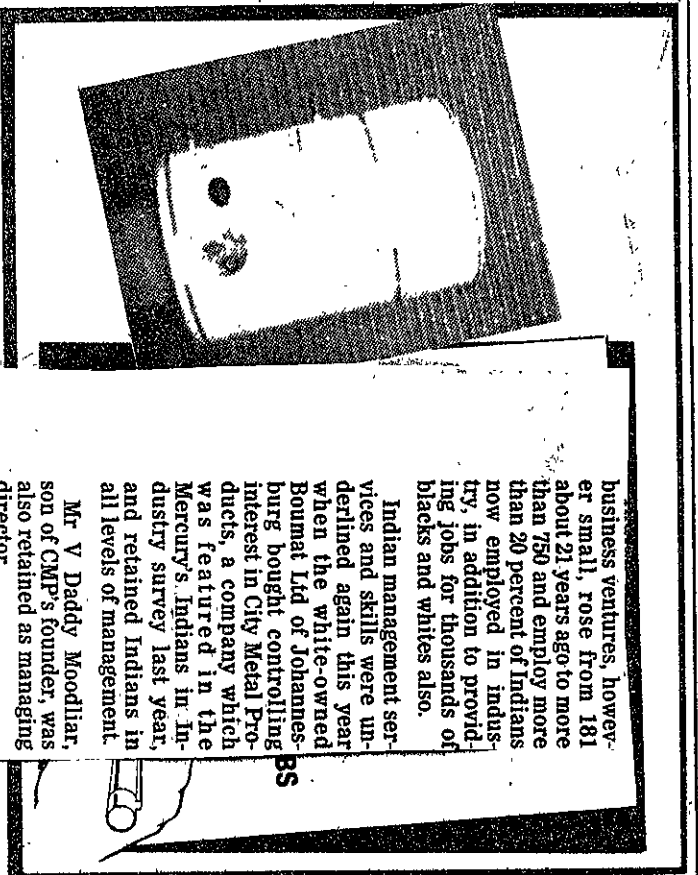 business ventures, howev-
er small, rose from 181
about 21 years ago to more
than 750 and employ more
than 20 percent of Indians
now employed in indus-
try, in addition to provid-
ing jobs for thousands of
blacks and whites also.
Indian management ser-
vices and skills were un-
derlined again this year
when the white-owned
Boumat Ltd of Johannes-
burg bought controlling
interest in City Metal Pro-
ducts, a company which
was featured in the
Mercury's Indians in In-
dustry survey last year,
and retained Indians in
all levels of management.
Mr V Daddy Moodliar,
son of CMP's founder, was
also retained as managing
director
BS